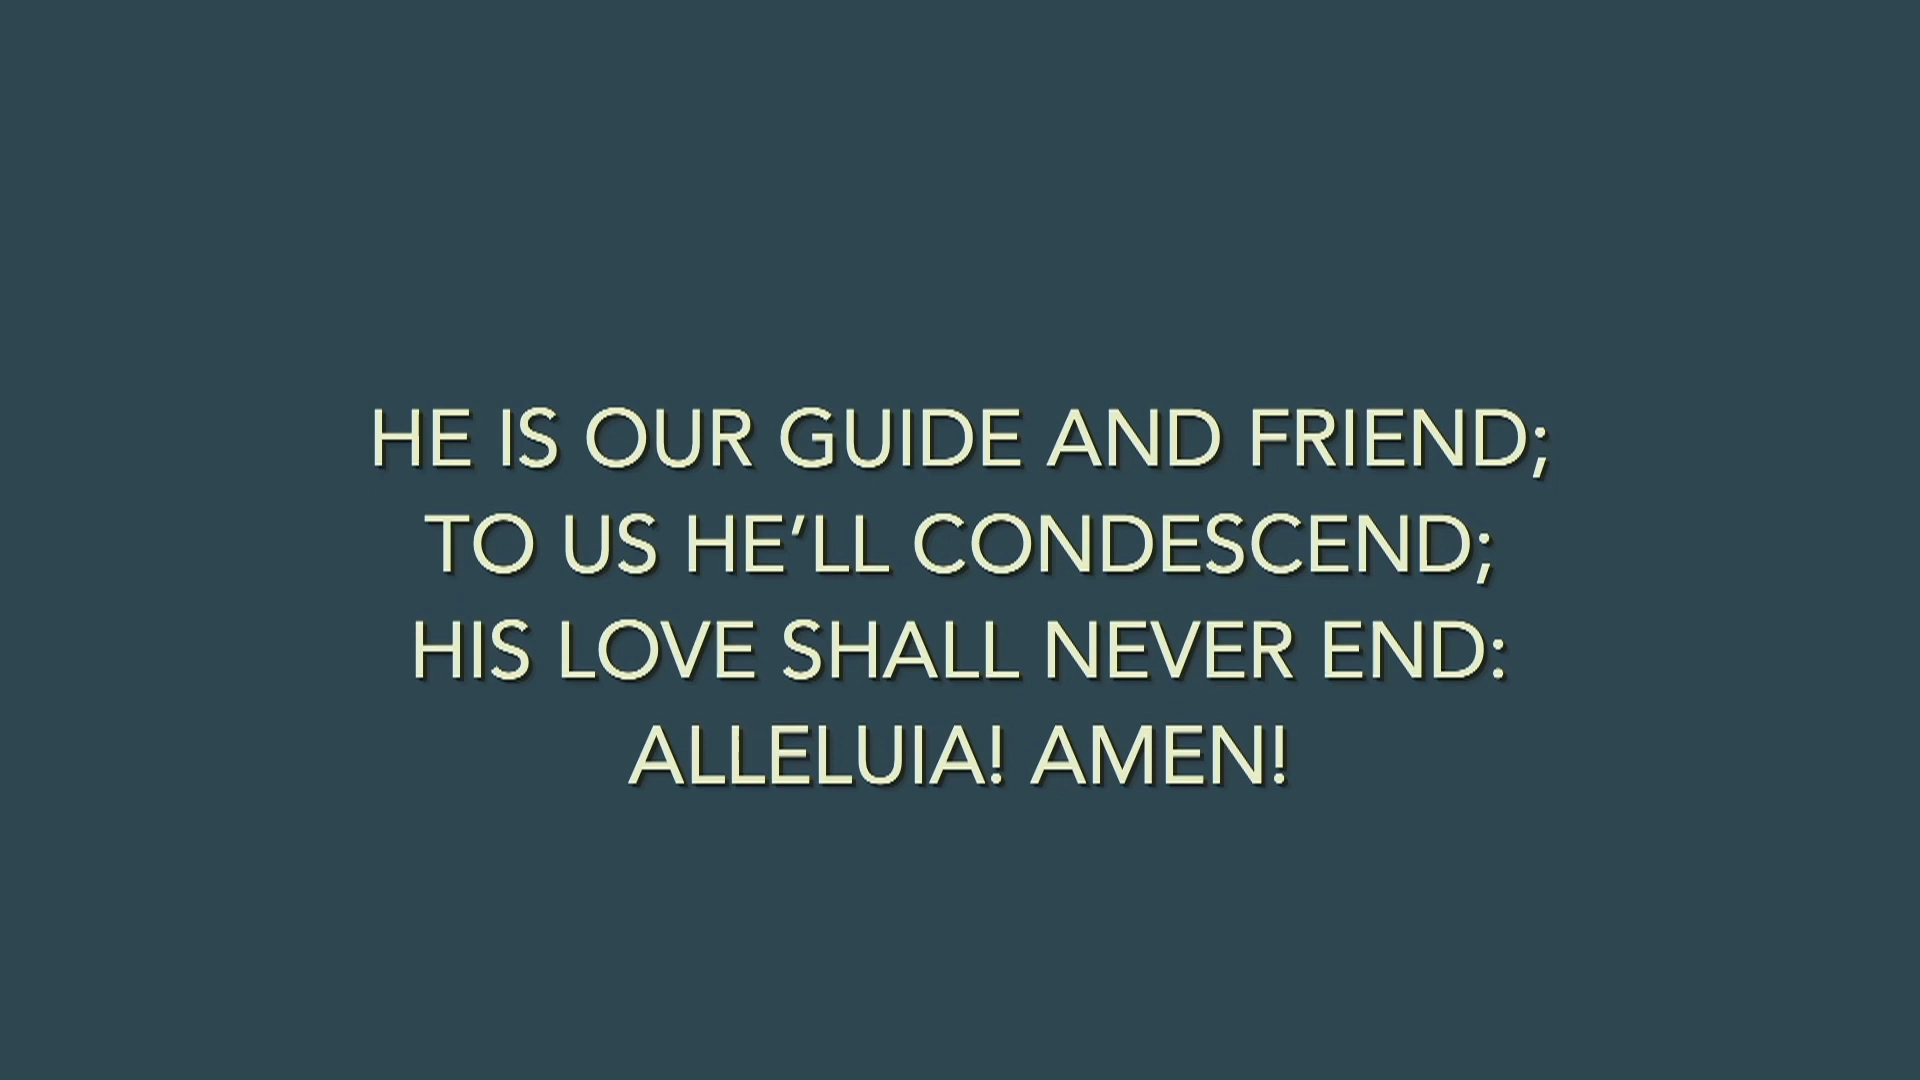 HE IS OUR GUIDE AND FRIEND;
TO US HE’LL CONDESCEND;
HIS LOVE SHALL NEVER END:
ALLELUIA! AMEN!